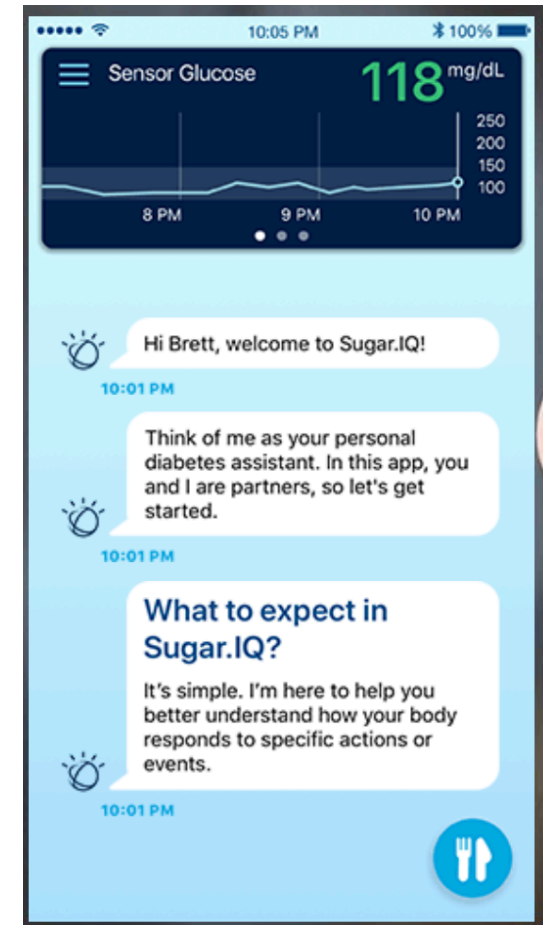 10:05 PM
100%
Sensor Glucose
118 mg/dL
250
200
150
100
8 PM
9 PM
10 PM
Hi Brett, welcome to Sugar.IQ!
10:01 PM
Think of me as your personal
diabetes assistant. In this app, you
and I are partners, so let's get
started.
10:01 PM
What to expect in
Sugar.IQ?
It's simple. I'm here to help you
better understand how your body
responds to specific actions or
events.
10:01 PM